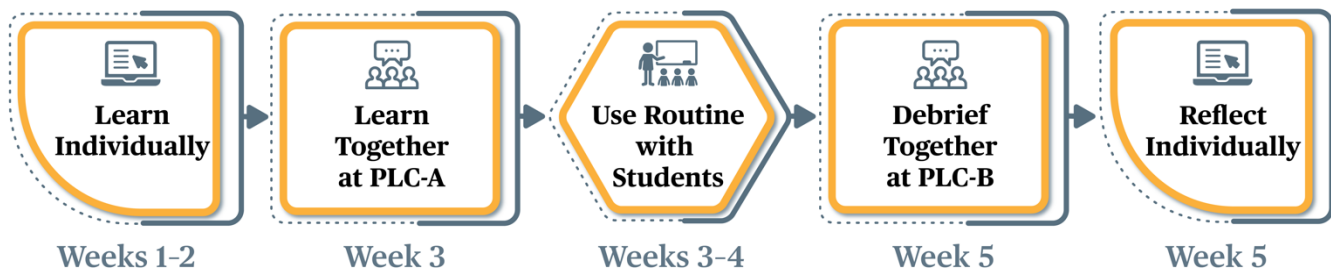 Learn
Individually
Weeks 1–2
Learn
Together
at PLC-A
Week 3
Use Routine
with
Students
Weeks 3–4
Debrief
Together
at PLC-B
Week 5
Reflect
Individually
Week 5